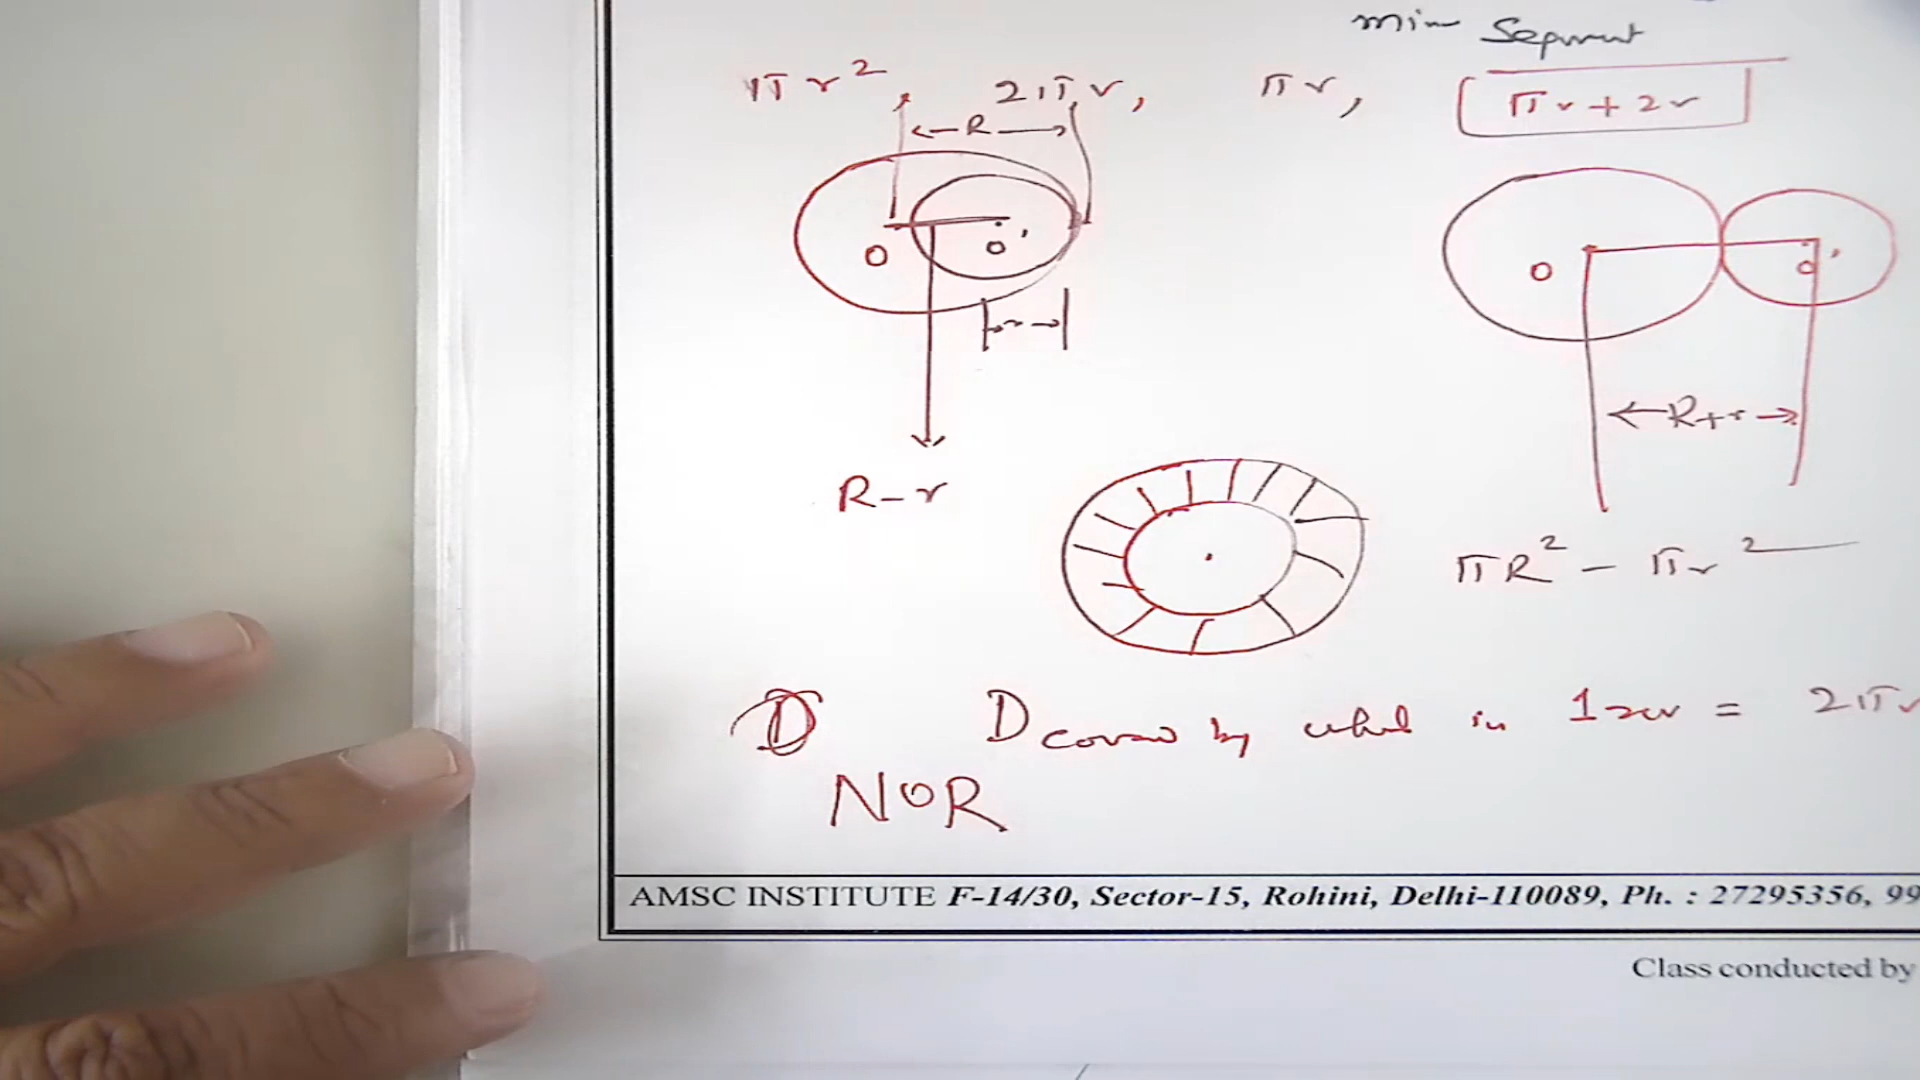 Segment
πr², 2πr, πr, πr + 2r
← R →
O O' O O'
← r →
← R+r →
R - r
πR² - πr²
D D covered by wheel in 1 rev = 2πr
NOR
AMSC INSTITUTE F-14/30, Sector-15, Rohini, Delhi-110089, Ph. : 27295356, 99
Class conducted by